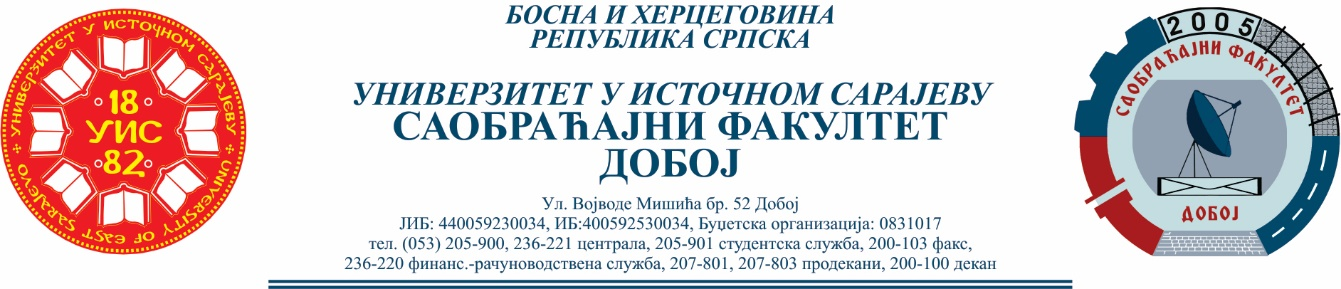 УНИВЕРЗИТЕТ У ИСТОЧНОМ САРАЈЕВУ
UNIVERSITY OF EAST SARAJEVO
18
УИС
82
БОСНА И ХЕРЦЕГОВИНА
РЕПУБЛИКА СРПСКА
УНИВЕРЗИТЕТ У ИСТОЧНОМ САРАЈЕВУ
САОБРАЋАЈНИ ФАКУЛТЕТ
ДОБОЈ
Ул. Војводе Мишића бр. 52 Добој
ЈИБ: 440059230034, ИБ:400592530034, Буџетска организација: 0831017
тел. (053) 205-900, 236-221 централа, 205-901 студентска служба, 200-103 факс,
236-220 финанс.-рачуноводствена служба, 207-801, 207-803 продекани, 200-100 декан
2005
САОБРАЋАЈНИ ФАКУЛТЕТ
ДОБОЈ